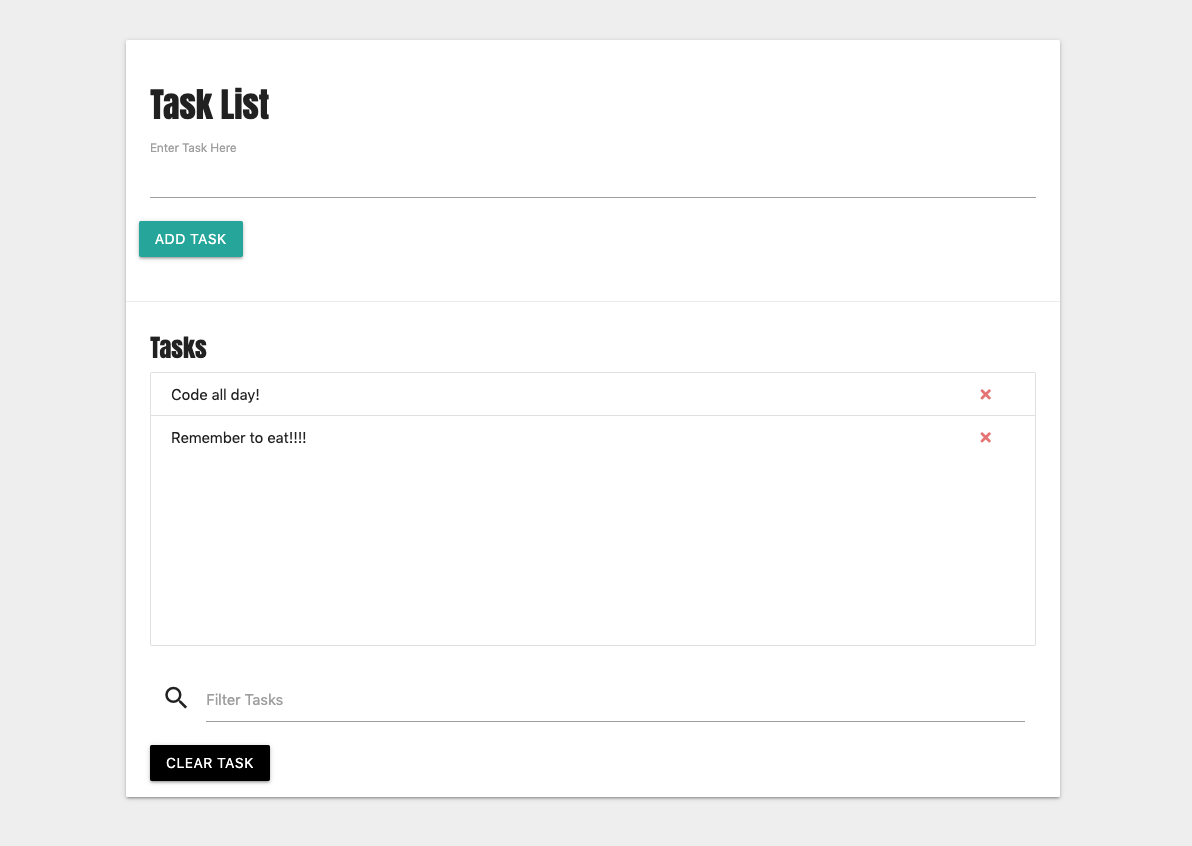 Task List
Enter Task Here
ADD TASK
Tasks
Code all day!
Remember to eat!!!!
Filter Tasks
CLEAR TASK